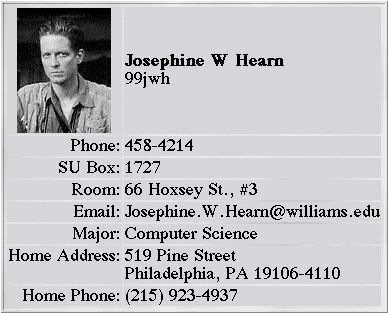 Josephine W Hearn
99jwh
Phone: 458-4214
SU Box: 1727
Room: 66 Hoxsey St., #3
Email: Josephine.W.Hearn@williams.edu
Major: Computer Science
Home Address: 519 Pine Street
Philadelphia, PA 19106-4110
Home Phone: (215) 923-4937